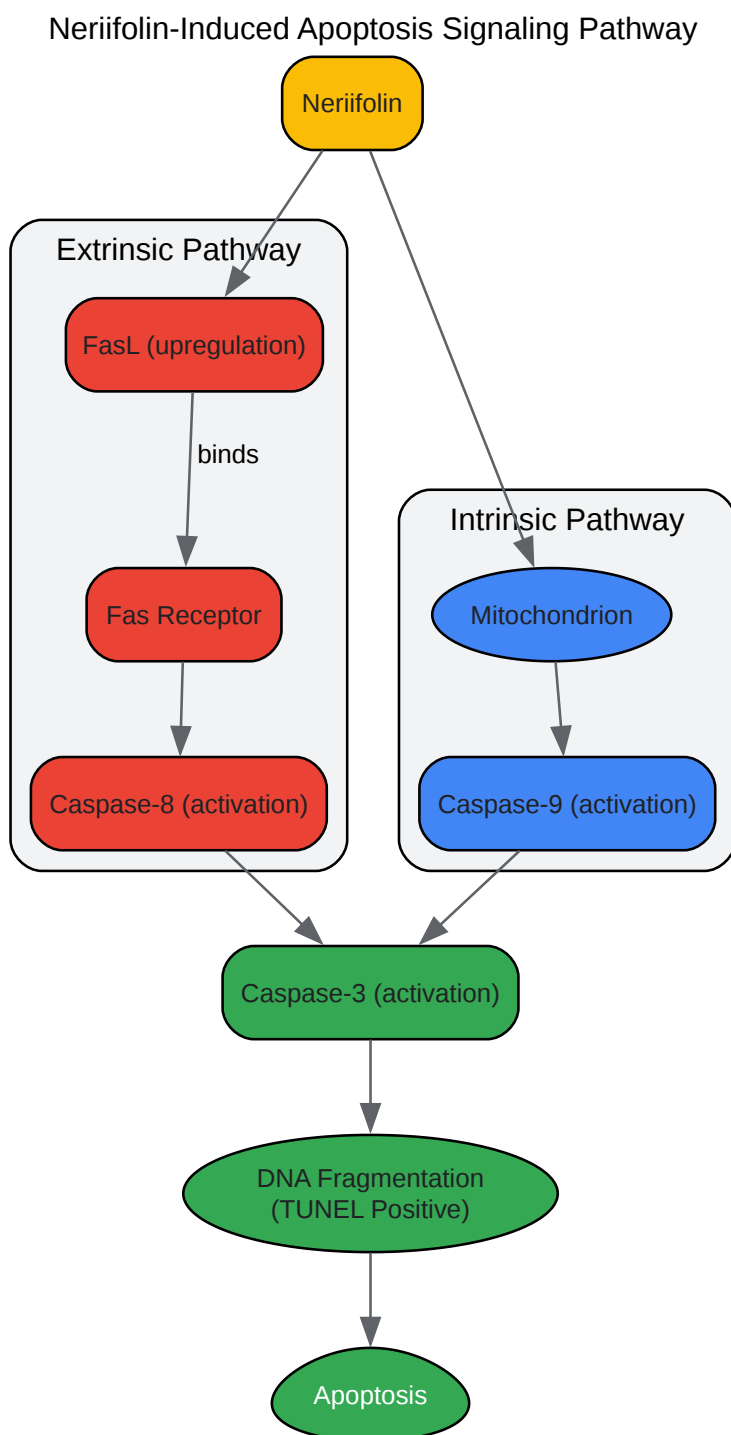 Neriifolin-Induced Apoptosis Signaling Pathway
Neriifolin
Extrinsic Pathway
FasL (upregulation)
binds
Fas Receptor
Caspase-8 (activation)
Intrinsic Pathway
Mitochondrion
Caspase-9 (activation)
Caspase-3 (activation)
DNA Fragmentation
(TUNEL Positive)
Apoptosis